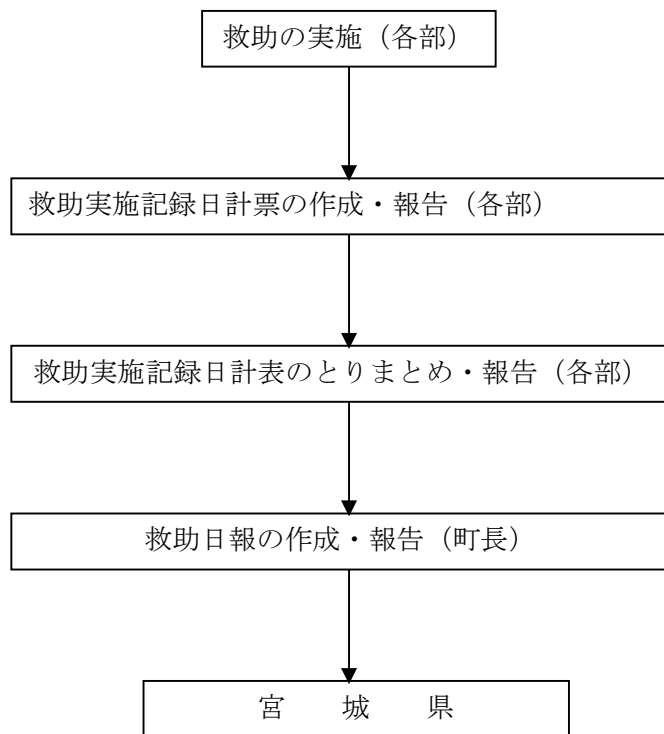 救助の実施（各部）
救助実施記録日計票の作成・報告（各部）
救助実施記録日計表のとりまとめ・報告（各部）
救助日報の作成・報告（町長）
宮　　城　　県